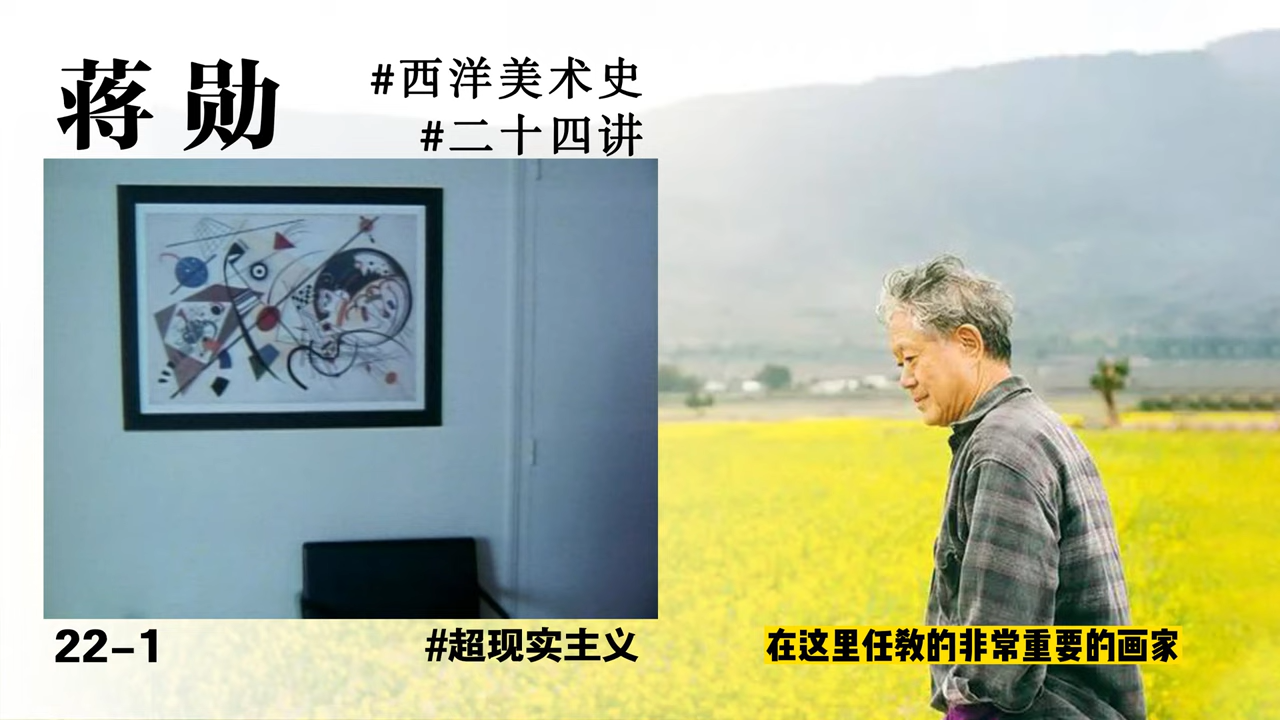 蒋勋
#西洋美术史
#二十四讲
22-1
#超现实主义
在这里任教的非常重要的画家